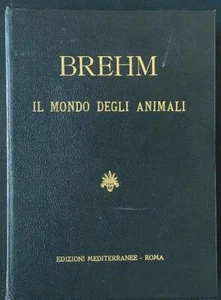 BREHM
IL MONDO DEGLI ANIMALI
EDIZIONI MEDITERRANEE - ROMA